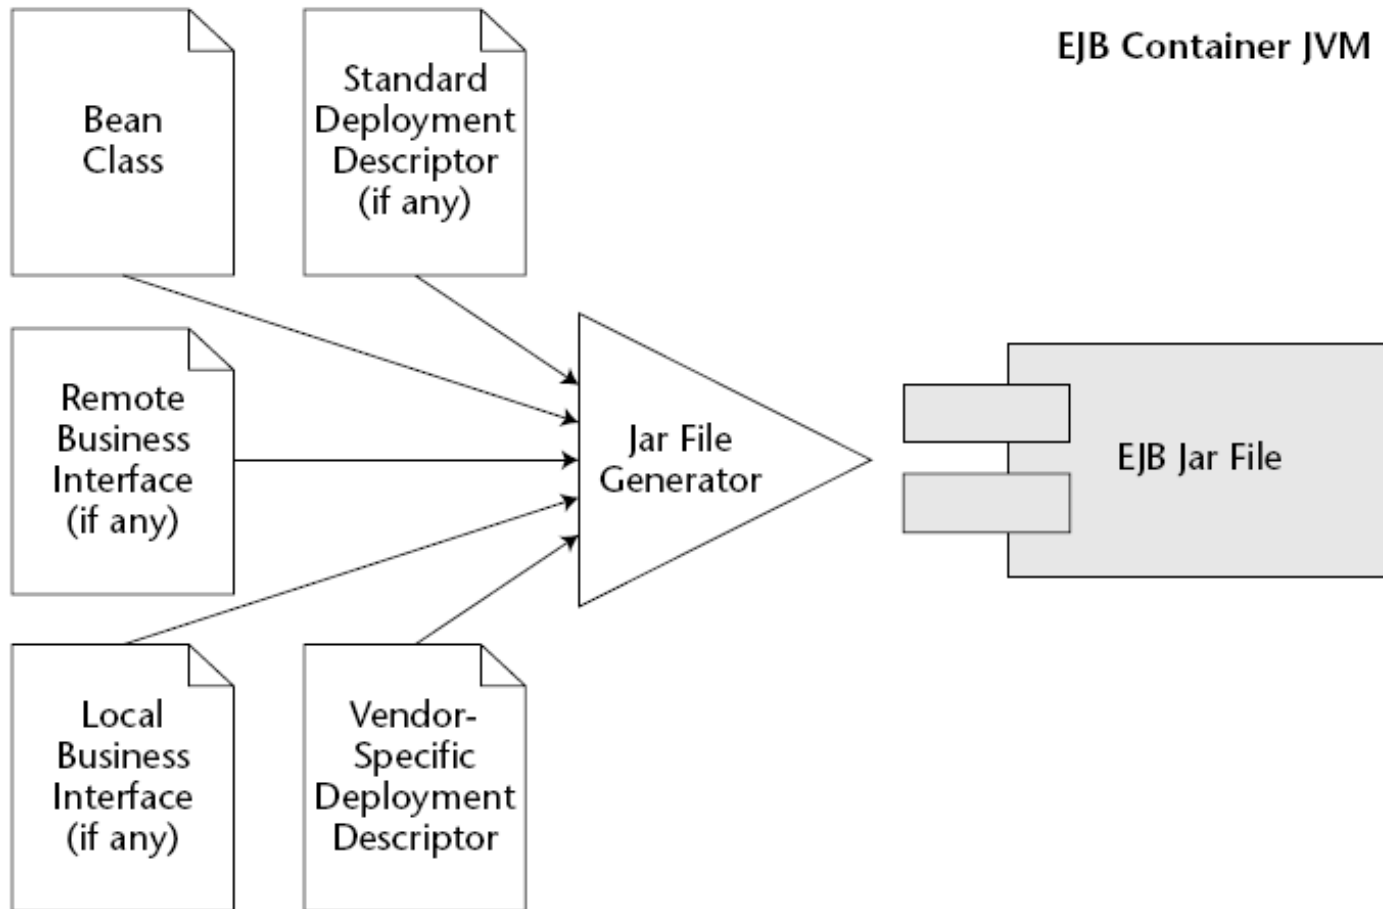 Bean
Class
Standard
Deployment
Descriptor
(if any)
EJB Container JVM
Remote
Business
Interface
(if any)
Jar File
Generator
EJB Jar File
Local
Business
Interface
(if any)
Vendor-
Specific
Deployment
Descriptor